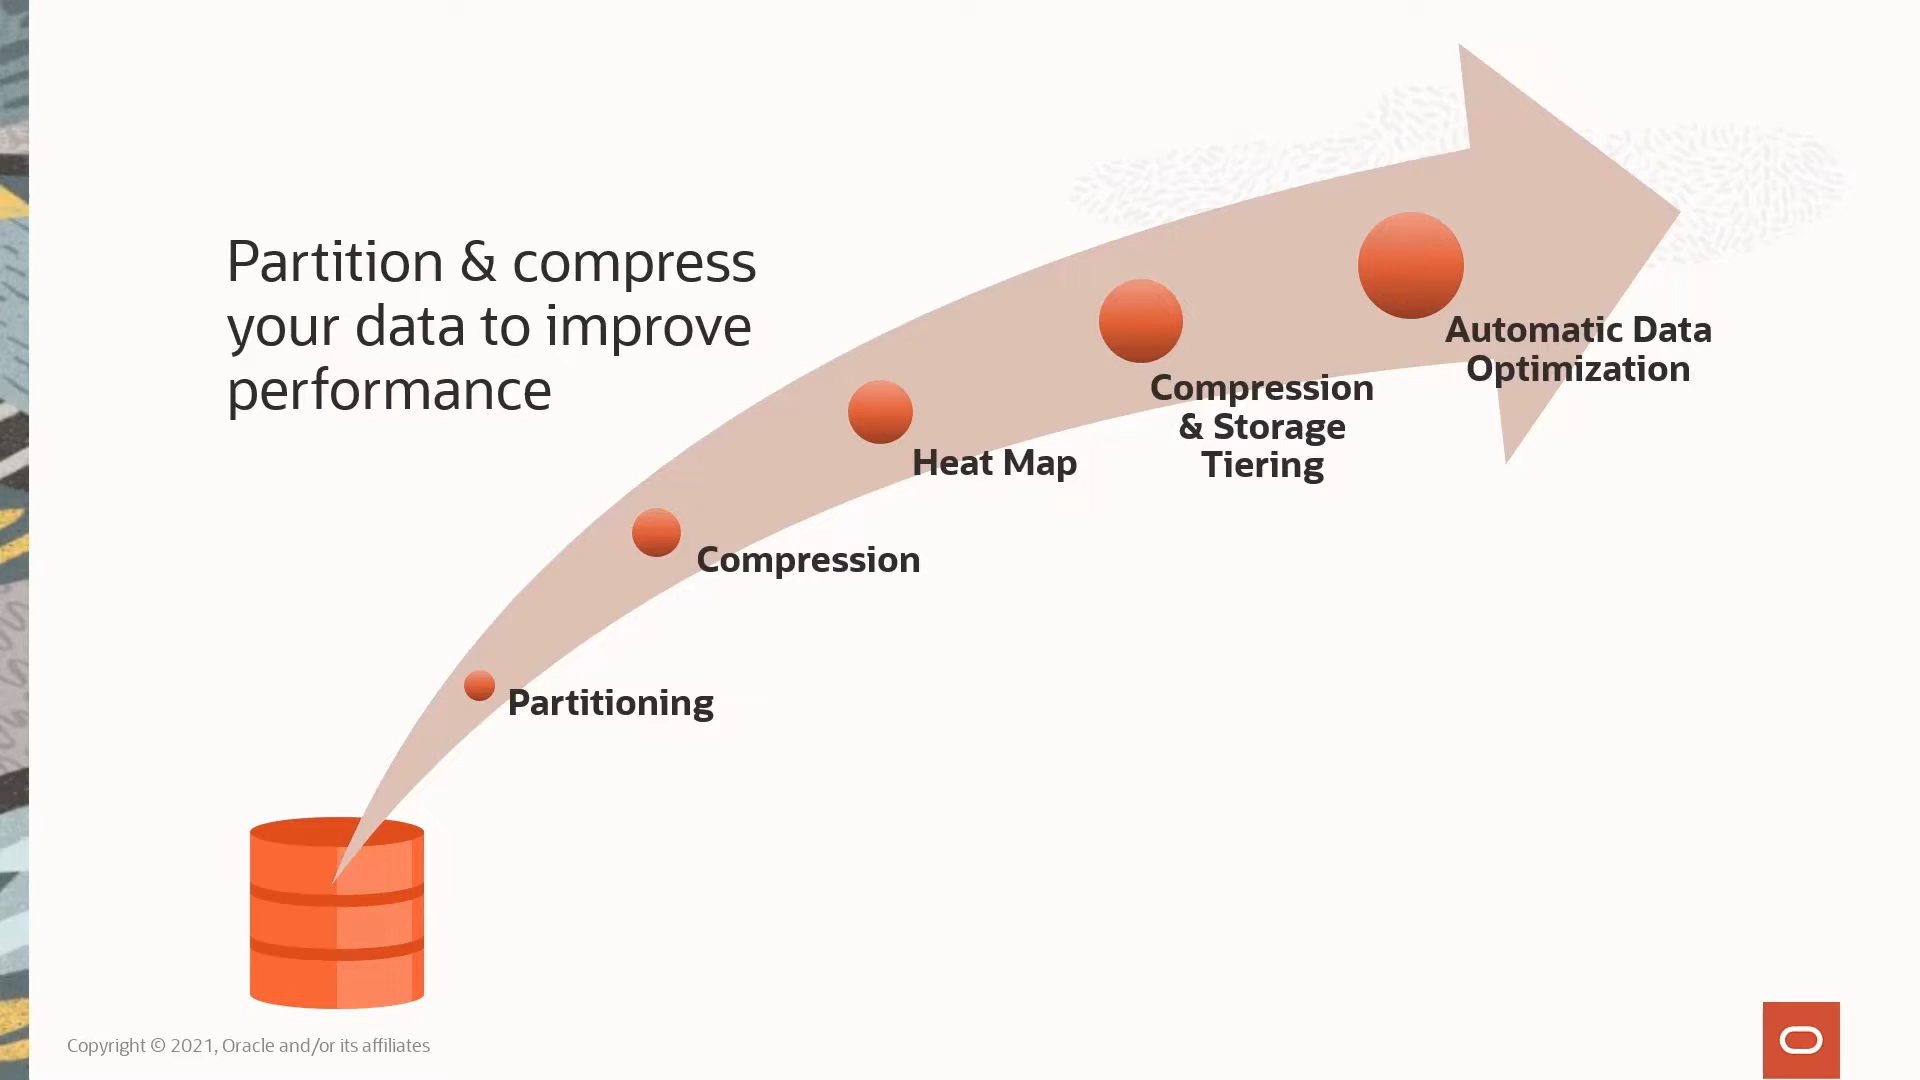 Partition & compress
your data to improve
performance
Automatic Data
Optimization
Compression
& Storage
Tiering
Heat Map
Compression
Partitioning
Copyright © 2021, Oracle and/or its affiliates